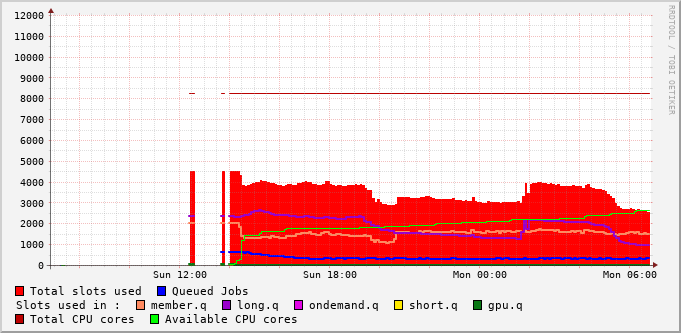 12000
11000
10000
9000
8000
7000
6000
5000
4000
3000
2000
1000
0
Sun 12:00 Sun 18:00 Mon 00:00 Mon 06:00
Total slots used Queued Jobs
Slots used in : member.q long.q ondemand.q short.q gpu.q
Total CPU cores Available CPU cores
RRDTOOL / TOBI OETIKER